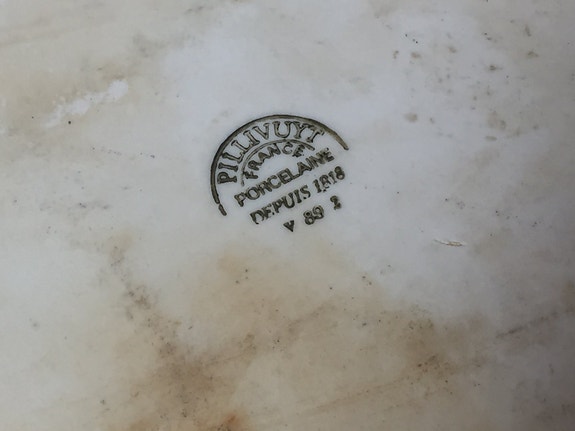 PILLIVUYT
FRANCE
PORCELAINE
DEPUIS 1818
V 89 2